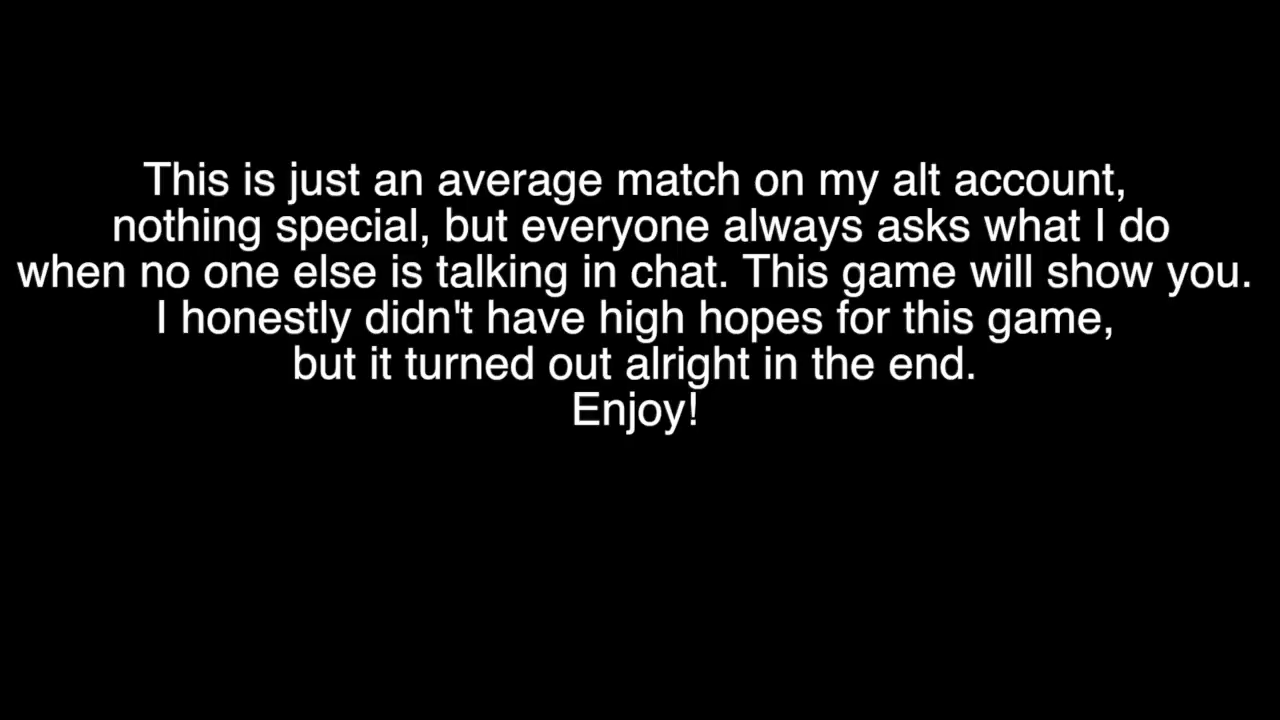 This is just an average match on my alt account,
nothing special, but everyone always asks what I do
when no one else is talking in chat. This game will show you.
I honestly didn't have high hopes for this game,
but it turned out alright in the end.
Enjoy!